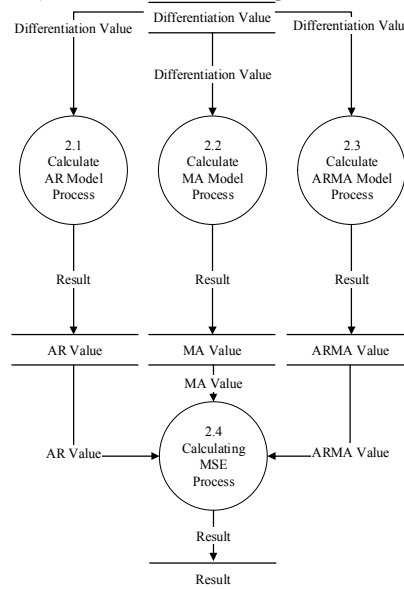 Differentiation Value
Differentiation Value
Differentiation Value
Differentiation Value
2.1
Calculate
AR Model
Process
2.2
Calculate
MA Model
Process
2.3
Calculate
ARMA Model
Process
Result
Result
Result
AR Value
MA Value
ARMA Value
MA Value
AR Value
2.4
Calculating
MSE
Process
ARMA Value
Result
Result